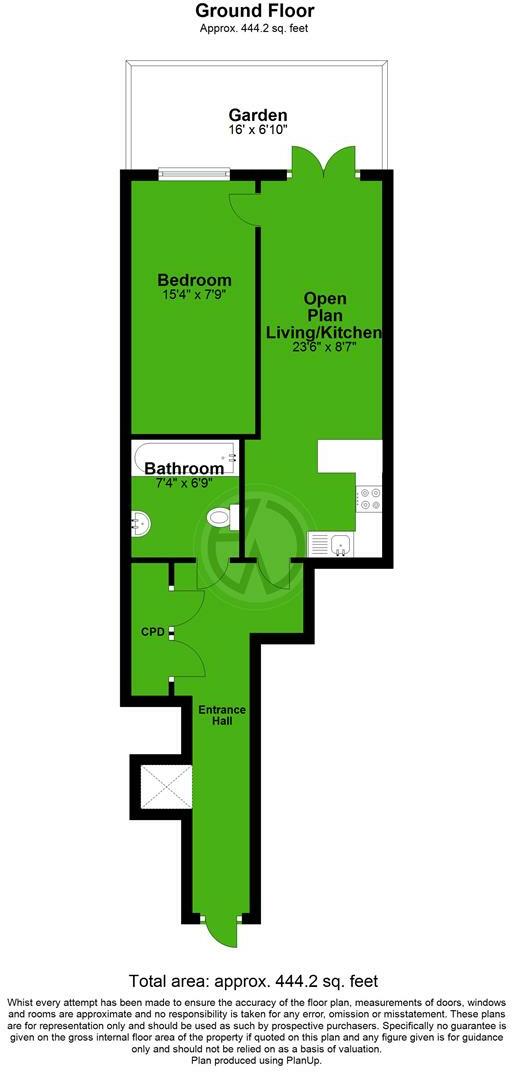 Ground Floor
Approx. 444.2 sq. feet
Garden
16' x 6'10"
Bedroom
15'4" x 7'9"
Open
Plan
Living/Kitchen
23'6" x 8'7"
Bathroom
7'4" x 6'9"
CPD
Entrance
Hall
Total area: approx. 444.2 sq. feet
Whist every attempt has been made to ensure the accuracy of the floor plan, measurements of doors, windows
and rooms are approximate and no responsibility is taken for any error, omission or misstatement. These plans
are for representation only and should be used as such by prospective purchasers. Specifically no guarantee is
given on the gross internal floor area of the property if quoted on this plan and any figure given is for guidance
only and should not be relied on as a basis of valuation.
Plan produced using PlanUp.